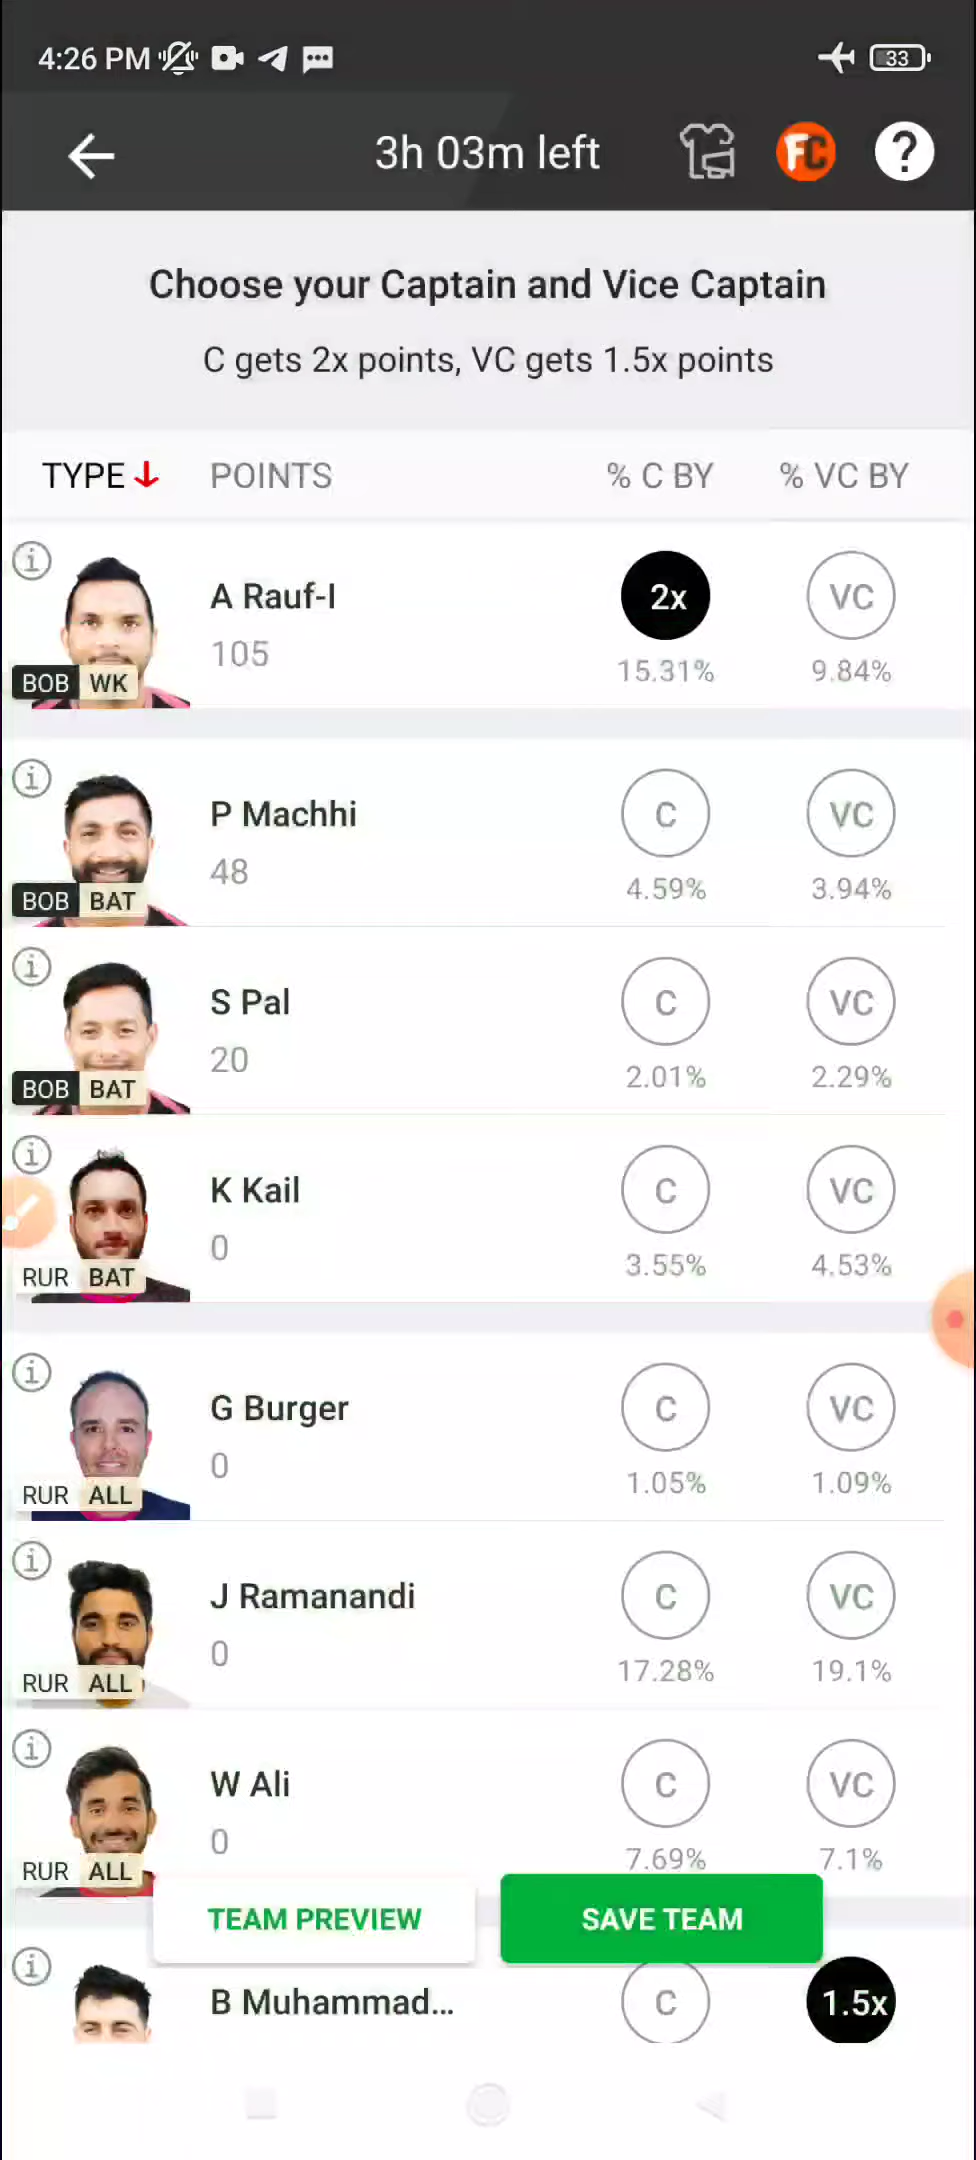 4:26 PM
33
3h 03m left
FC
?
Choose your Captain and Vice Captain
C gets 2x points, VC gets 1.5x points
TYPE POINTS % C BY % VC BY
A Rauf-I 2x VC
105 15.31% 9.84%
BOB WK
P Machhi C VC
48 4.59% 3.94%
BOB BAT
S Pal C VC
20 2.01% 2.29%
BOB BAT
K Kail C VC
0 3.55% 4.53%
RUR BAT
G Burger C VC
0 1.05% 1.09%
RUR ALL
J Ramanandi C VC
0 17.28% 19.1%
RUR ALL
W Ali C VC
0 7.69% 7.1%
RUR ALL
TEAM PREVIEW SAVE TEAM
B Muhammad... C 1.5x